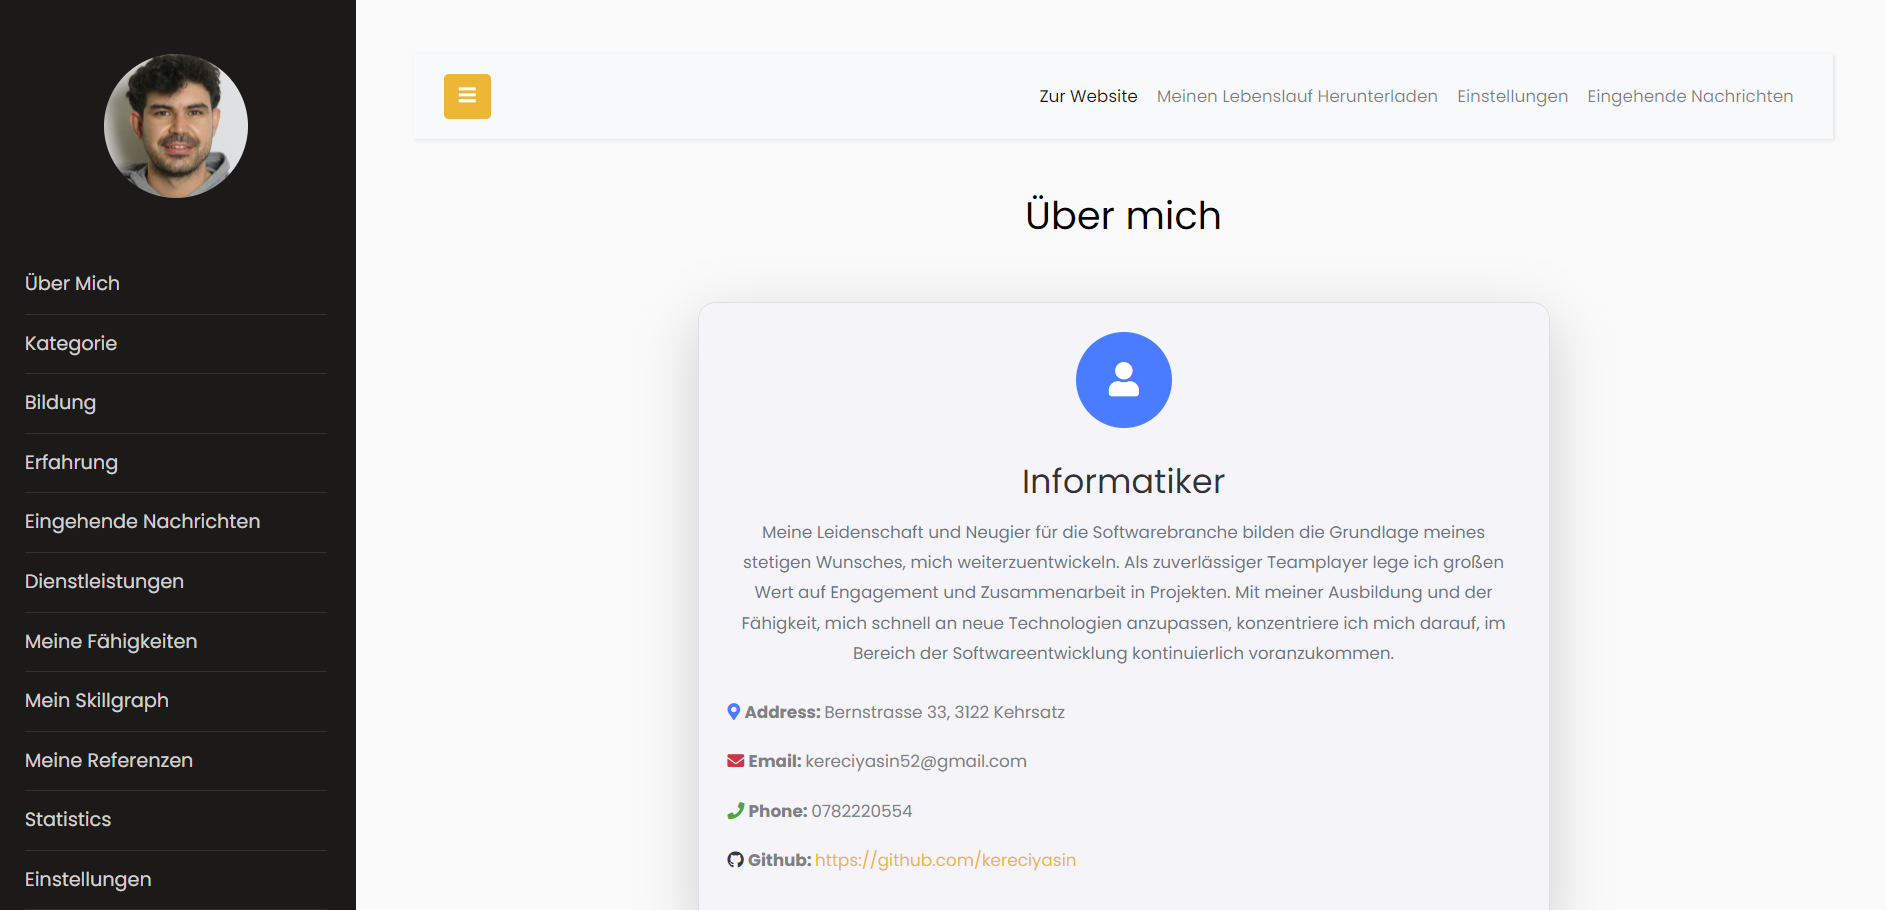 Über Mich
Kategorie
Bildung
Erfahrung
Eingehende Nachrichten
Dienstleistungen
Meine Fähigkeiten
Mein Skillgraph
Meine Referenzen
Statistics
Einstellungen
Zur Website Meinen Lebenslauf Herunterladen Einstellungen Eingehende Nachrichten
Über mich
Informatiker
Meine Leidenschaft und Neugier für die Softwarebranche bilden die Grundlage meines
stetigen Wunsches, mich weiterzuentwickeln. Als zuverlässiger Teamplayer lege ich großen
Wert auf Engagement und Zusammenarbeit in Projekten. Mit meiner Ausbildung und der
Fähigkeit, mich schnell an neue Technologien anzupassen, konzentriere ich mich darauf, im
Bereich der Softwareentwicklung kontinuierlich voranzukommen.
Address: Bernstrasse 33, 3122 Kehrsatz
Email: kereciyasin52@gmail.com
Phone: 0782220554
Github: https://github.com/kereciyasin